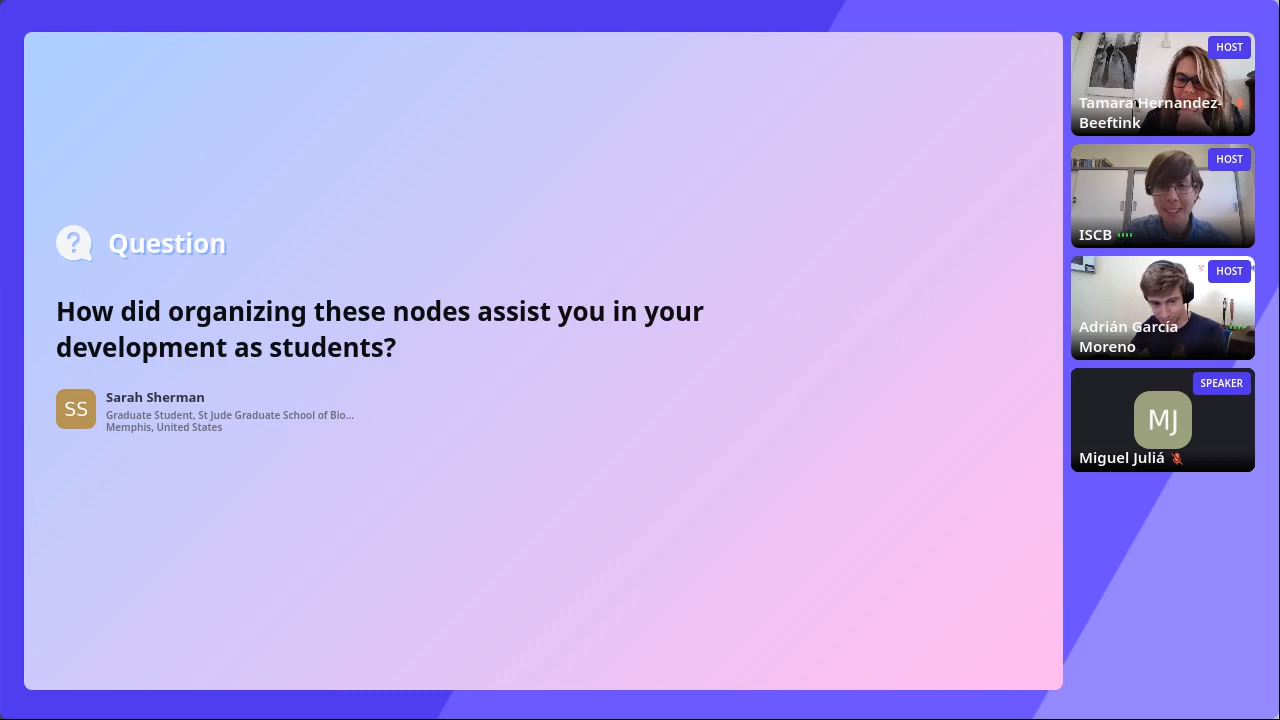 Question
How did organizing these nodes assist you in your
development as students?
SS
Sarah Sherman
Graduate Student, St Jude Graduate School of Bio...
Memphis, United States
HOST
Tamara Hernandez-
Beeftink
HOST
ISCB
HOST
Adrián García
Moreno
SPEAKER
MJ
Miguel Juliá